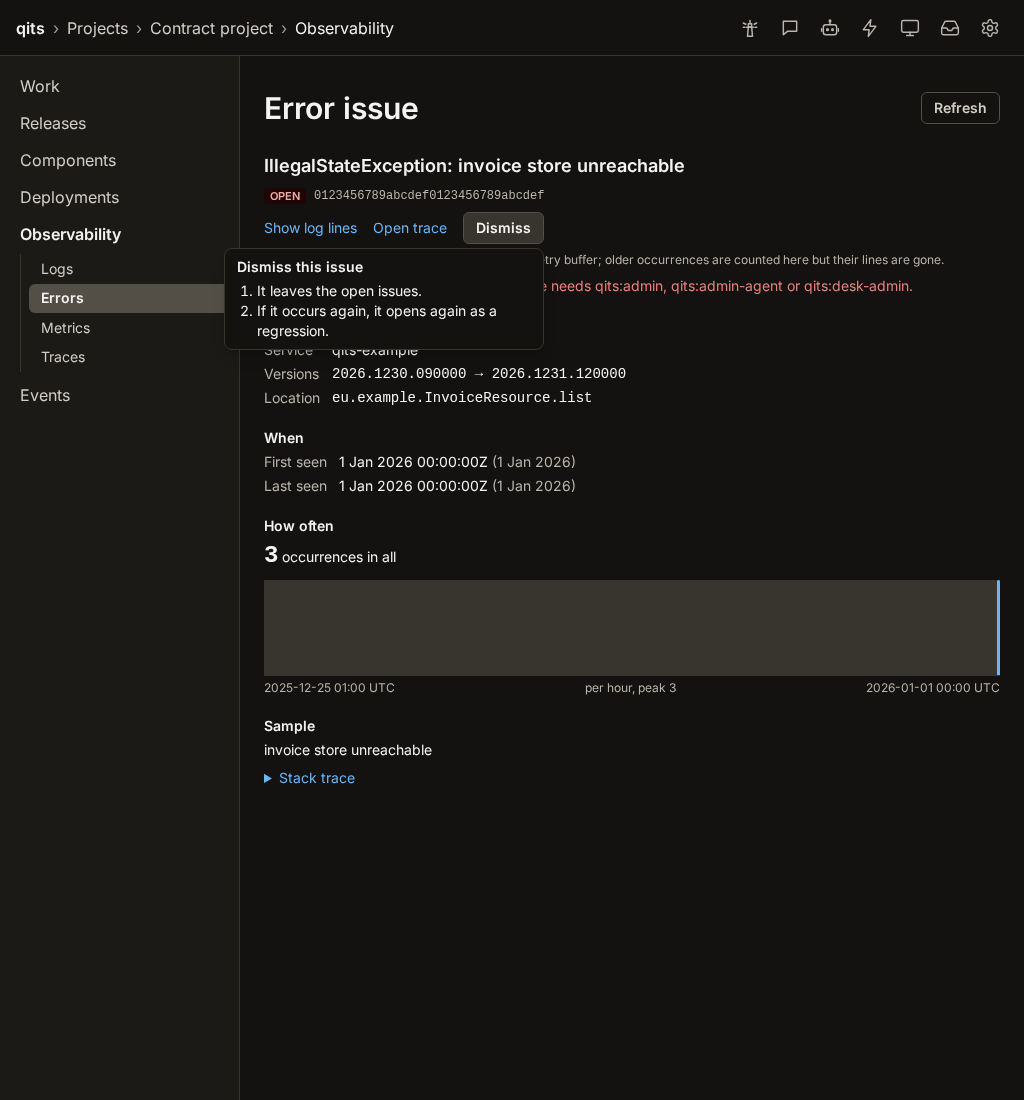 qits › Projects › Contract project › Observability
Work
Releases
Components
Deployments
Observability
Logs
Errors
Metrics
Traces
Events
Error issue
Refresh
IllegalStateException: invoice store unreachable
OPEN 0123456789abcdef0123456789abcdef
Show log lines Open trace Dismiss
buffer; older occurrences are counted here but their lines are gone.
needs qits:admin, qits:admin-agent or qits:desk-admin.
Dismiss this issue
1. It leaves the open issues.
2. If it occurs again, it opens again as a
regression.
Service qits-example
Versions 2026.1230.090000 → 2026.1231.120000
Location eu.example.InvoiceResource.list
When
First seen 1 Jan 2026 00:00:00Z (1 Jan 2026)
Last seen 1 Jan 2026 00:00:00Z (1 Jan 2026)
How often
3 occurrences in all
2025-12-25 01:00 UTC per hour, peak 3 2026-01-01 00:00 UTC
Sample
invoice store unreachable
Stack trace